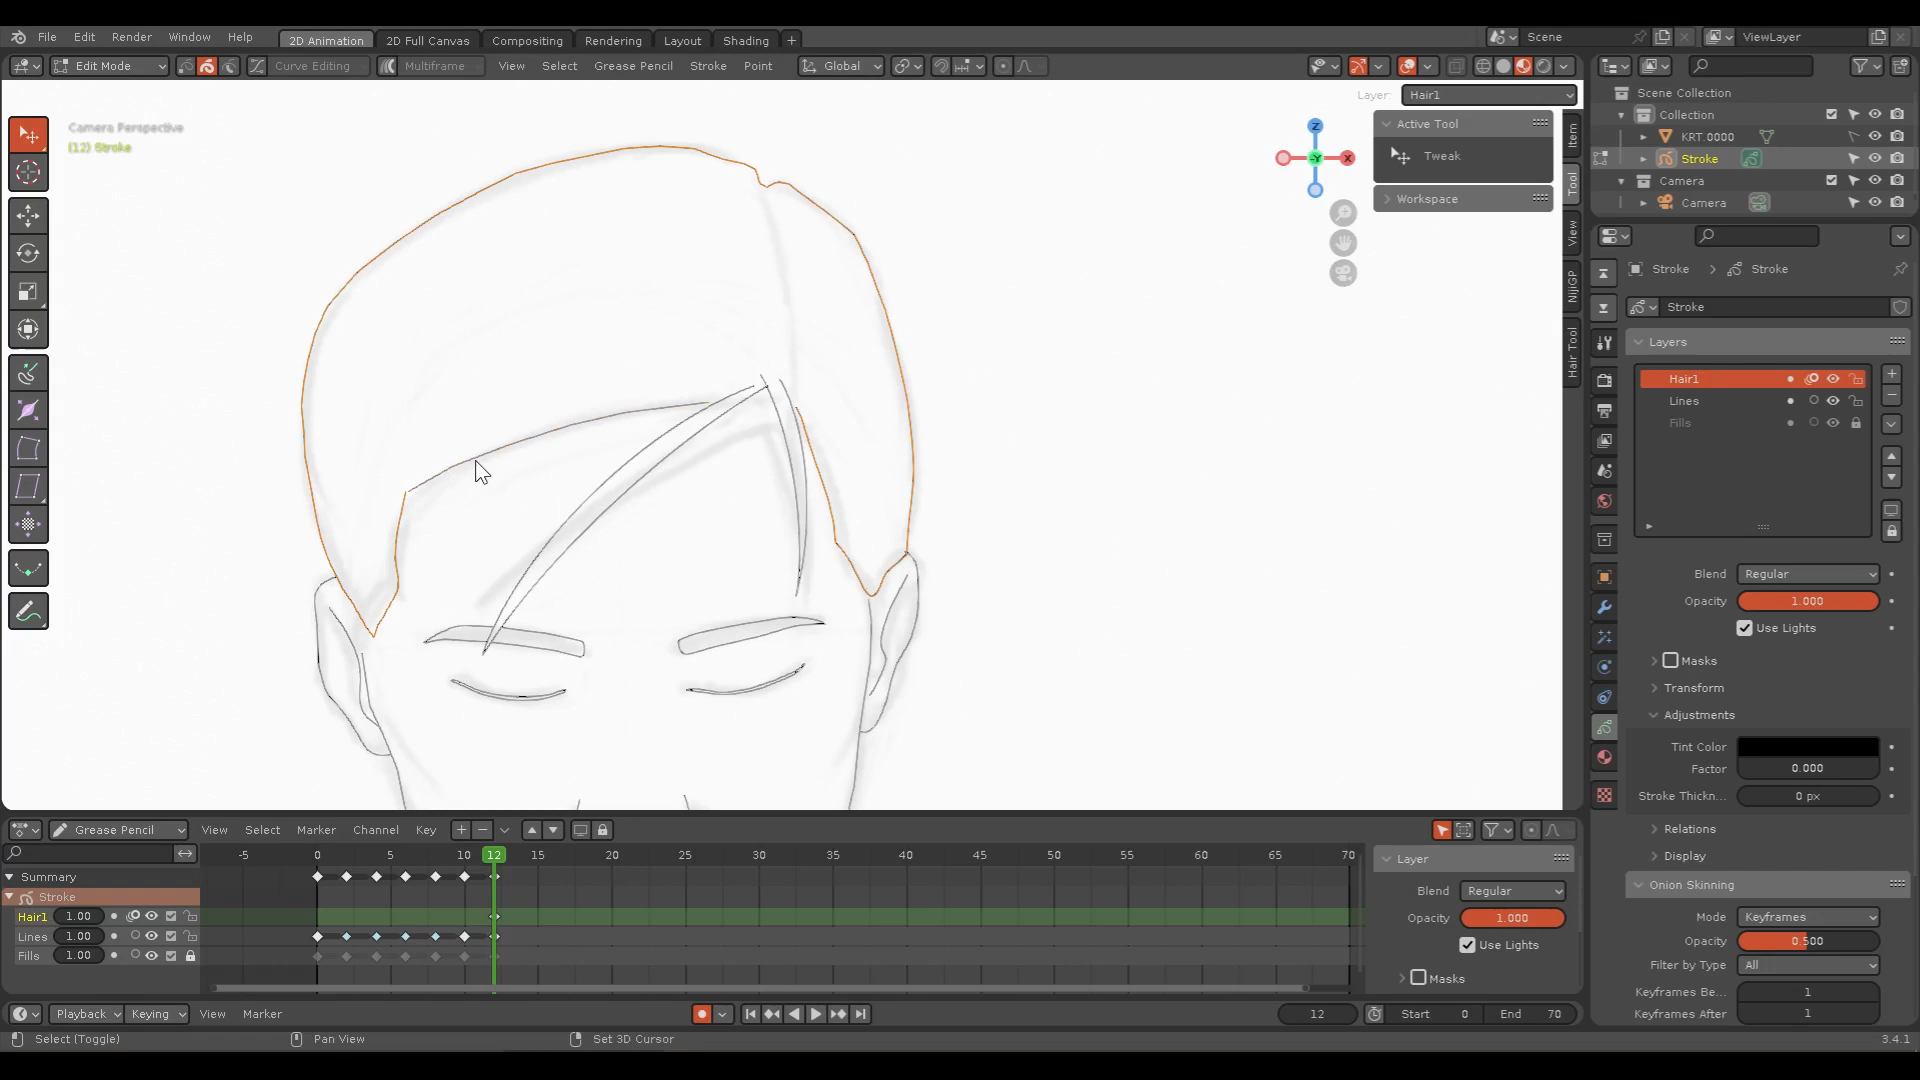 File Edit Render Window Help 2D Animation 2D Full Canvas Compositing Rendering Layout Shading + Scene ViewLayer
Edit Mode Curve Editing Multiframe View Select Grease Pencil Stroke Point Global
Layer: Hair1
Camera Perspective
(12) Stroke
Z
-Y
X
Active Tool
Tweak
Workspace
Item
Tool
View
NijiGP
Hair Tool
Scene Collection
Collection
KRT.0000
Stroke
Camera
Camera
Stroke > Stroke
Stroke
Layers
Hair1
Lines
Fills
Blend Regular
Opacity 1.000
Use Lights
Masks
Transform
Adjustments
Tint Color
Factor 0.000
Stroke Thickn... 0 px
Relations
Display
Onion Skinning
Mode Keyframes
Opacity 0.500
Filter by Type All
Keyframes Be... 1
Keyframes After 1
Grease Pencil View Select Marker Channel Key
-5 0 5 10 12 15 20 25 30 35 40 45 50 55 60 65 70
Summary
Stroke
Hair1 1.00
Lines 1.00
Fills 1.00
Layer
Blend Regular
Opacity 1.000
Use Lights
Masks
Playback Keying View Marker 12 Start 0 End 70
Select (Toggle) Pan View Set 3D Cursor 3.4.1